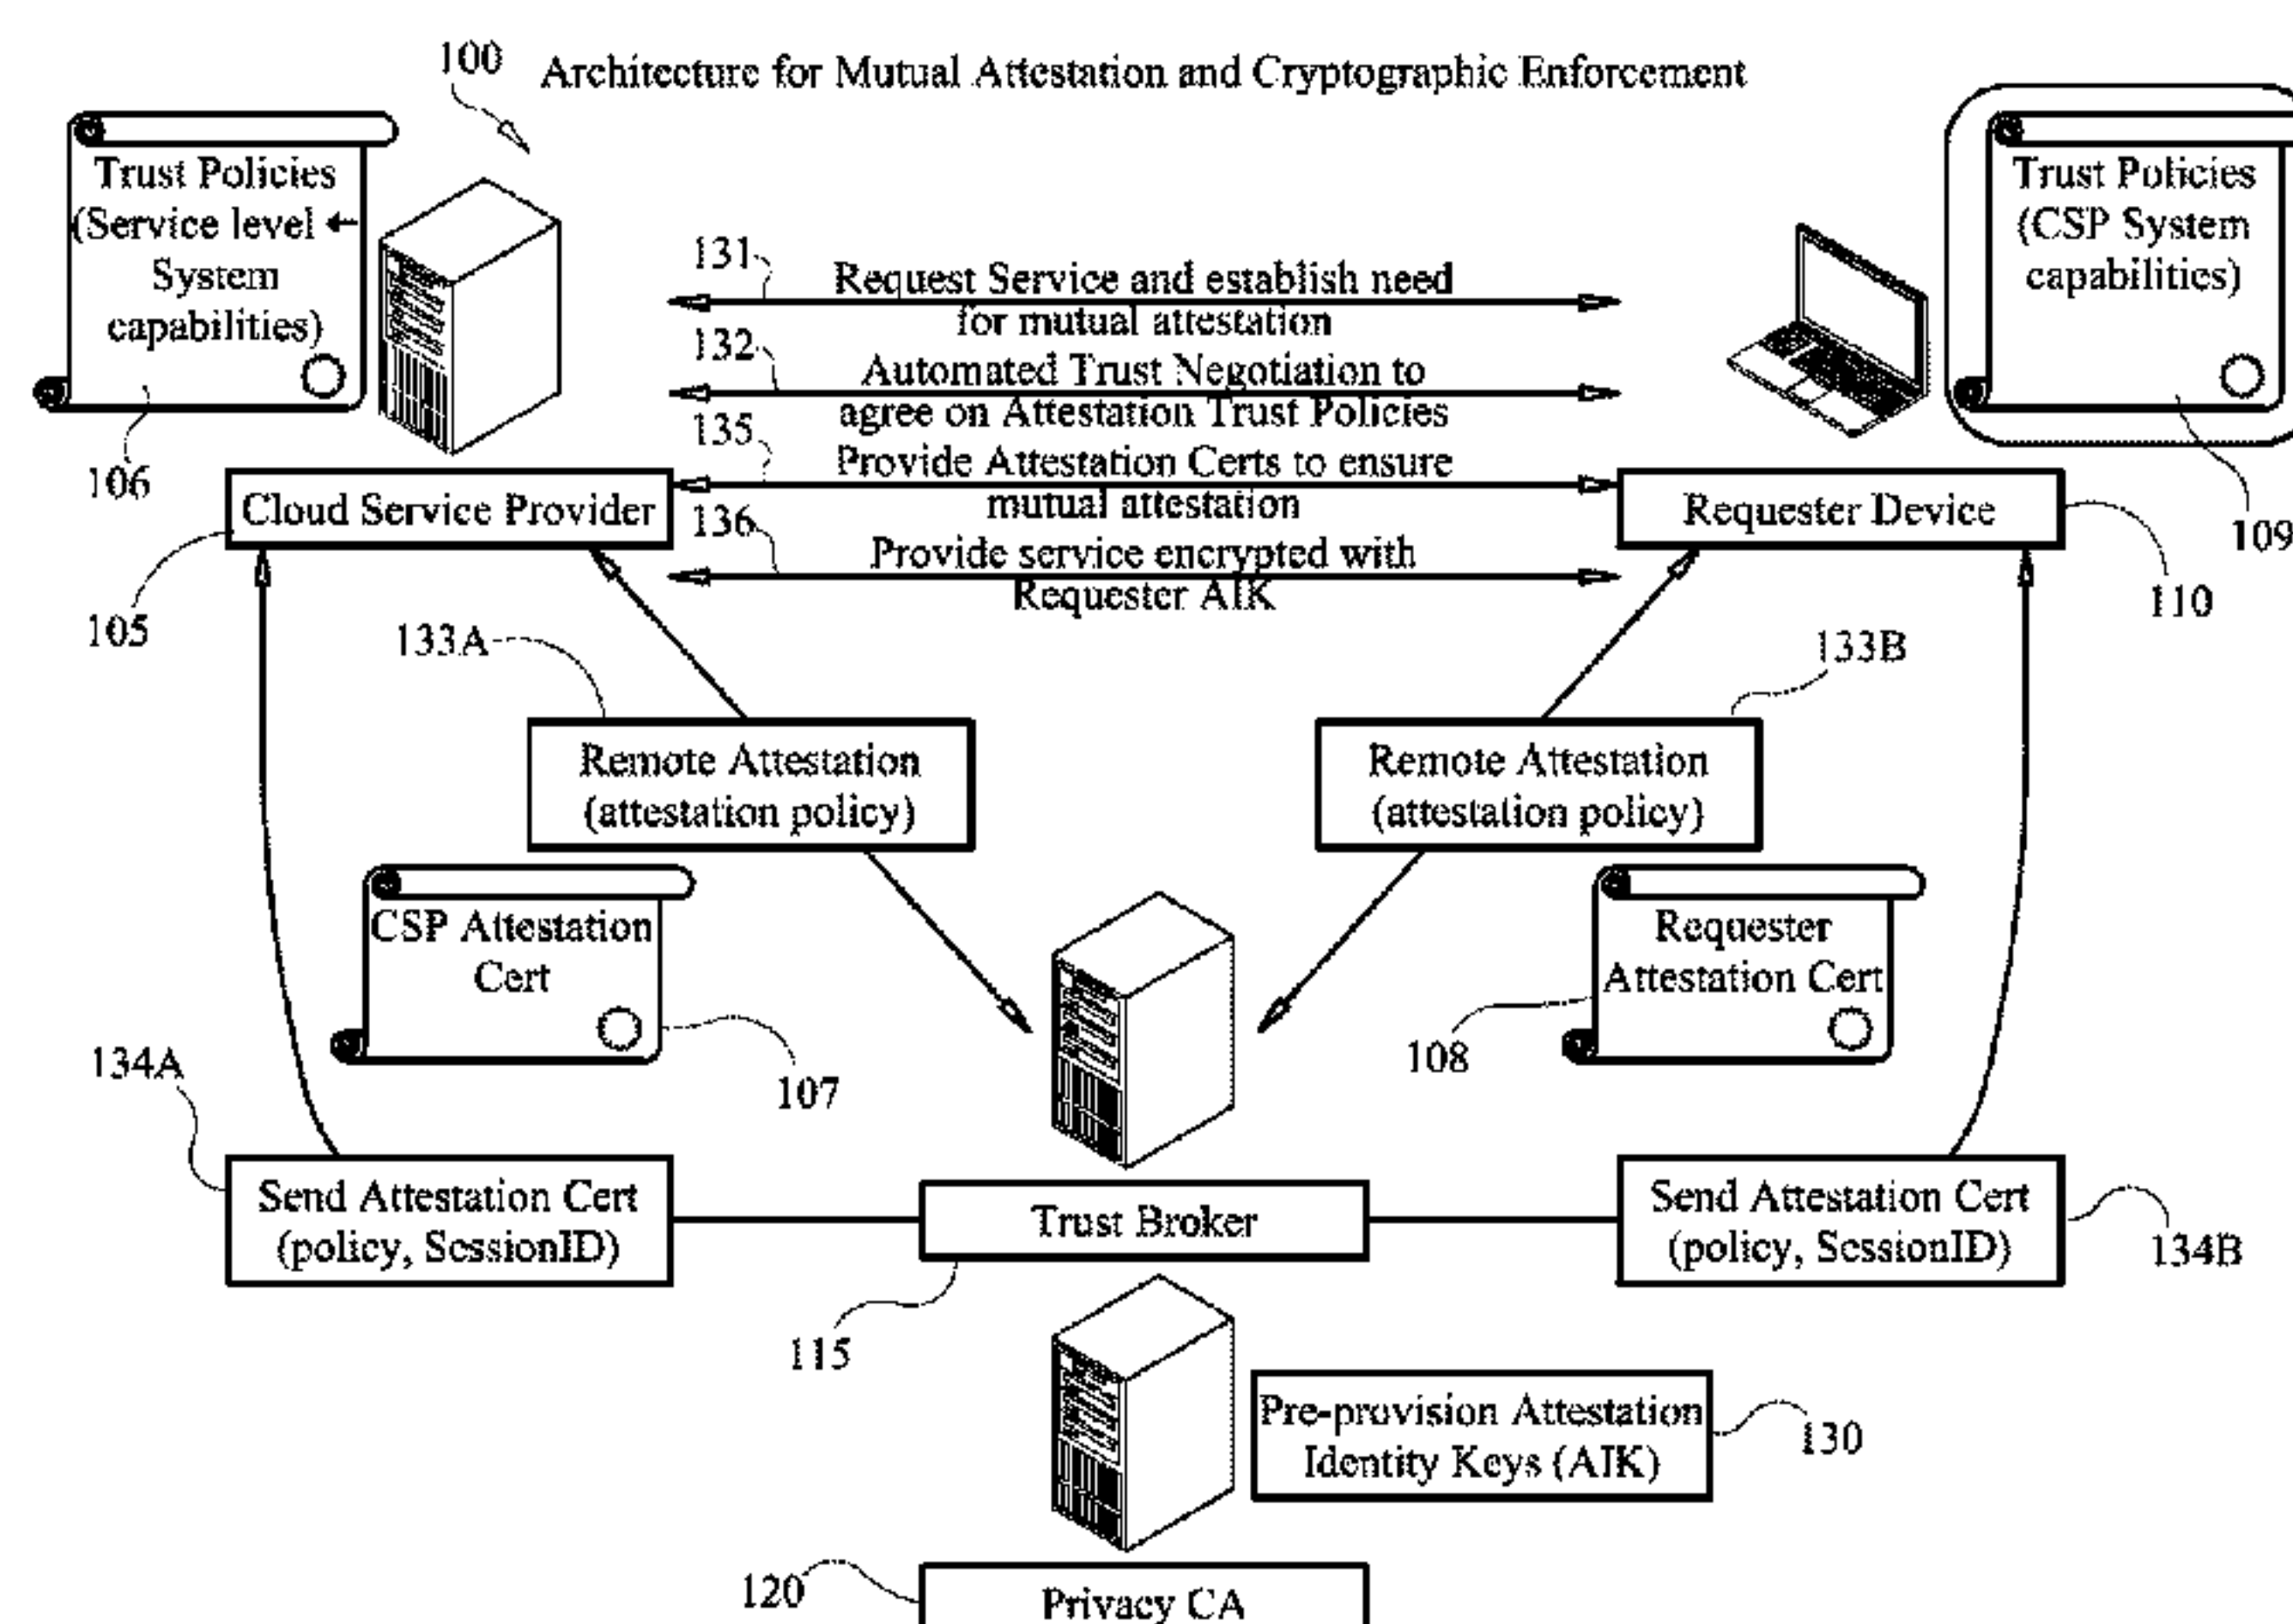 100
Architecture for Mutual Attestation and Cryptographic Enforcement
Trust Policies
(Service level
System
capabilities)
106
Trust Policies
(CSP System
capabilities)
109
131
Request Service and establish need
for mutual attestation
132
Automated Trust Negotiation to
agree on Attestation Trust Policies
135
Provide Attestation Certs to ensure
mutual attestation
136
Provide service encrypted with
Requester AIK
Cloud Service Provider
105
Requester Device
110
133A
Remote Attestation
(attestation policy)
133B
Remote Attestation
(attestation policy)
CSP Attestation
Cert
107
Requester
Attestation Cert
108
134A
Send Attestation Cert
(policy, SessionID)
Trust Broker
115
Send Attestation Cert
(policy, SessionID)
134B
Pre-provision Attestation
Identity Keys (AIK)
130
120
Privacy CA